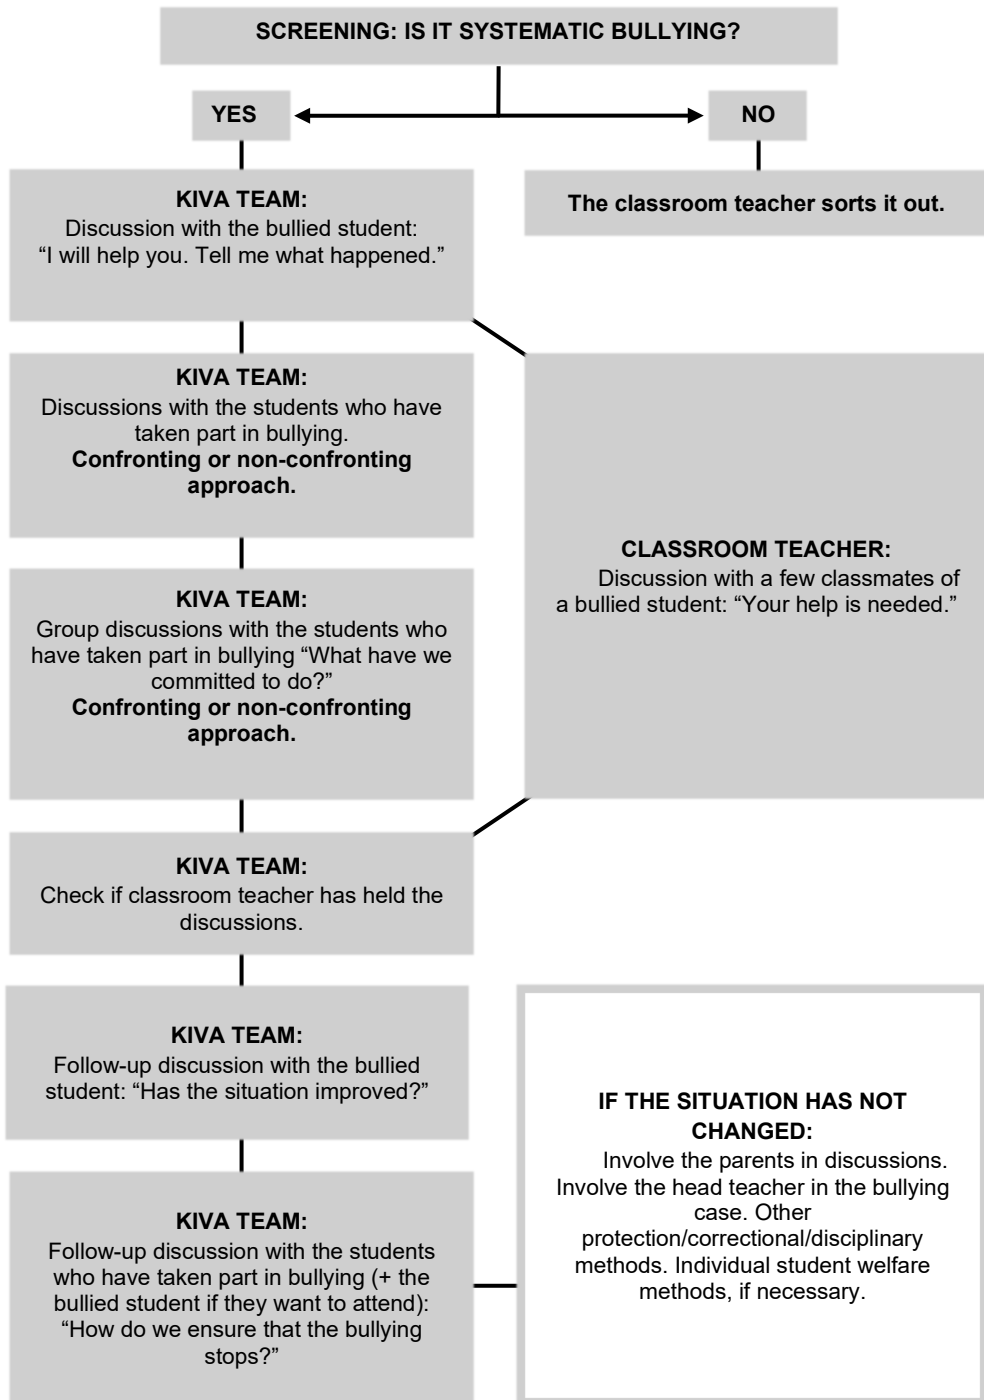 SCREENING: IS IT SYSTEMATIC BULLYING?
YES
NO
KIVA TEAM:
Discussion with the bullied student:
“I will help you. Tell me what happened.”
The classroom teacher sorts it out.
KIVA TEAM:
Discussions with the students who have
taken part in bullying.
Confronting or non-confronting
approach.
KIVA TEAM:
Group discussions with the students who
have taken part in bullying “What have we
committed to do?”
Confronting or non-confronting
approach.
CLASSROOM TEACHER:
Discussion with a few classmates of
a bullied student: “Your help is needed.”
KIVA TEAM:
Check if classroom teacher has held the
discussions.
KIVA TEAM:
Follow-up discussion with the bullied
student: “Has the situation improved?”
KIVA TEAM:
Follow-up discussion with the students
who have taken part in bullying (+ the
bullied student if they want to attend):
“How do we ensure that the bullying
stops?”
IF THE SITUATION HAS NOT
CHANGED:
Involve the parents in discussions.
Involve the head teacher in the bullying
case. Other
protection/correctional/disciplinary
methods. Individual student welfare
methods, if necessary.